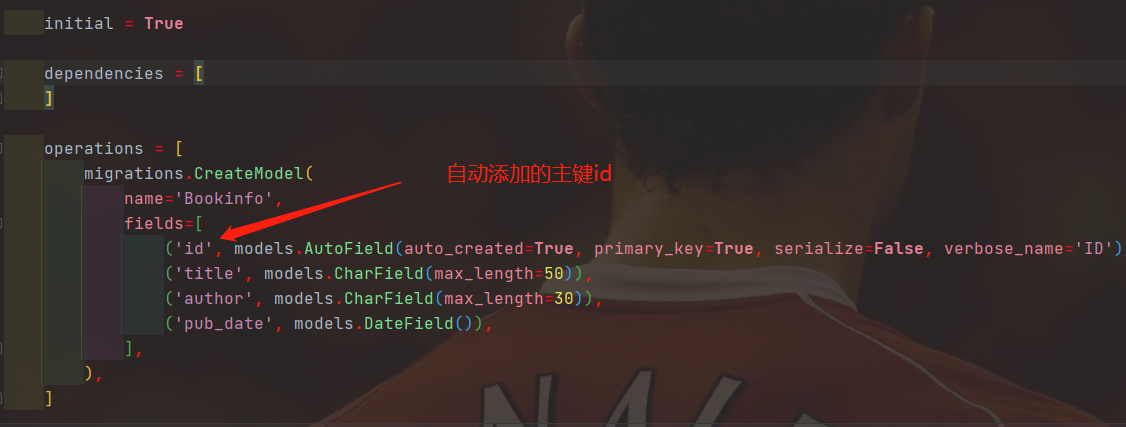 initial = True
dependencies = [
]
operations = [
migrations.CreateModel(
自动添加的主键id
name='Bookinfo',
fields=[
('id', models.AutoField(auto_created=True, primary_key=True, serialize=False, verbose_name='ID')
('title', models.CharField(max_length=50)),
('author', models.CharField(max_length=30)),
('pub_date', models.DateField()),
],
),
]